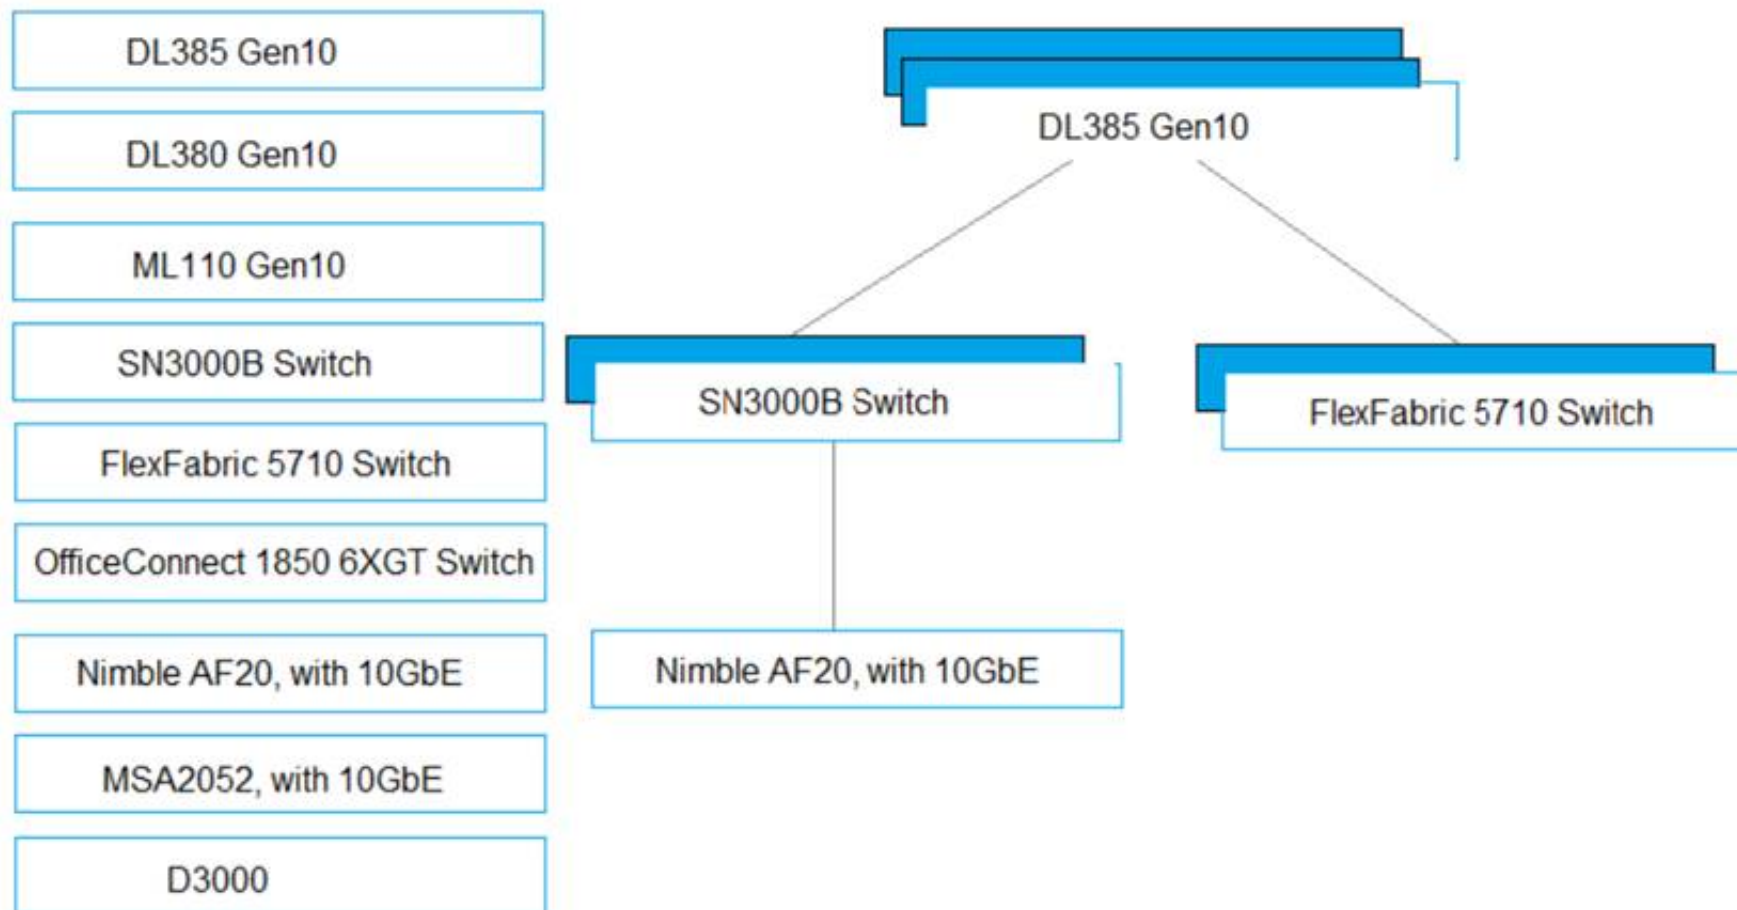 DL385 Gen10
DL380 Gen10
ML110 Gen10
SN3000B Switch
FlexFabric 5710 Switch
OfficeConnect 1850 6XGT Switch
Nimble AF20, with 10GbE
MSA2052, with 10GbE
D3000
DL385 Gen10
SN3000B Switch
FlexFabric 5710 Switch
Nimble AF20, with 10GbE